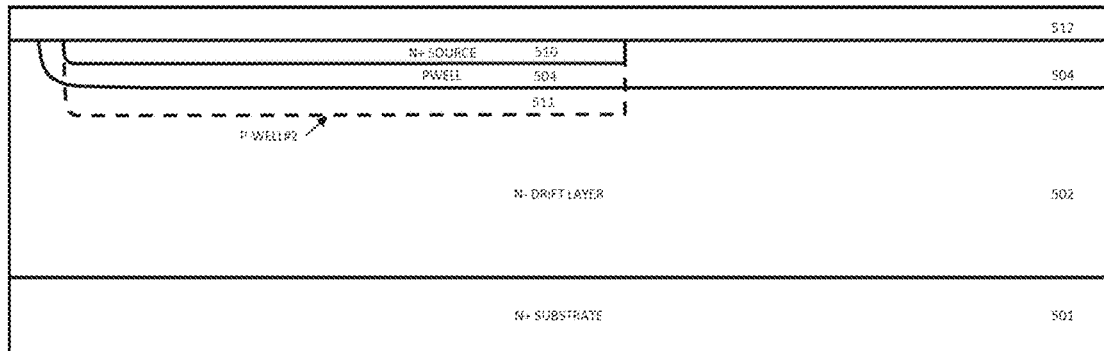 512
N+ SOURCE 510
PWELL 504 504
511
P-WELL#2
N- DRIFT LAYER 502
N+ SUBSTRATE 501